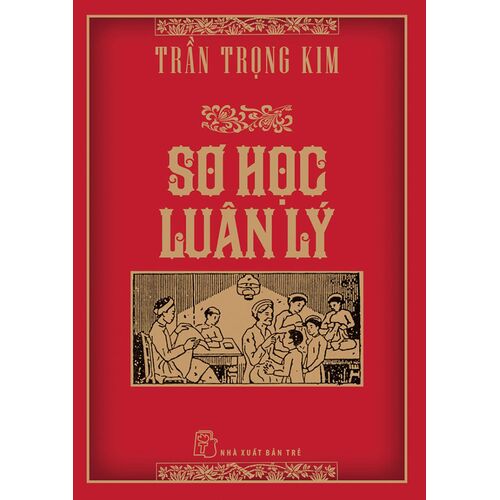 TRẦN TRỌNG KIM
SƠ HỌC
LUÂN LÝ
NHÀ XUẤT BẢN TRẺ